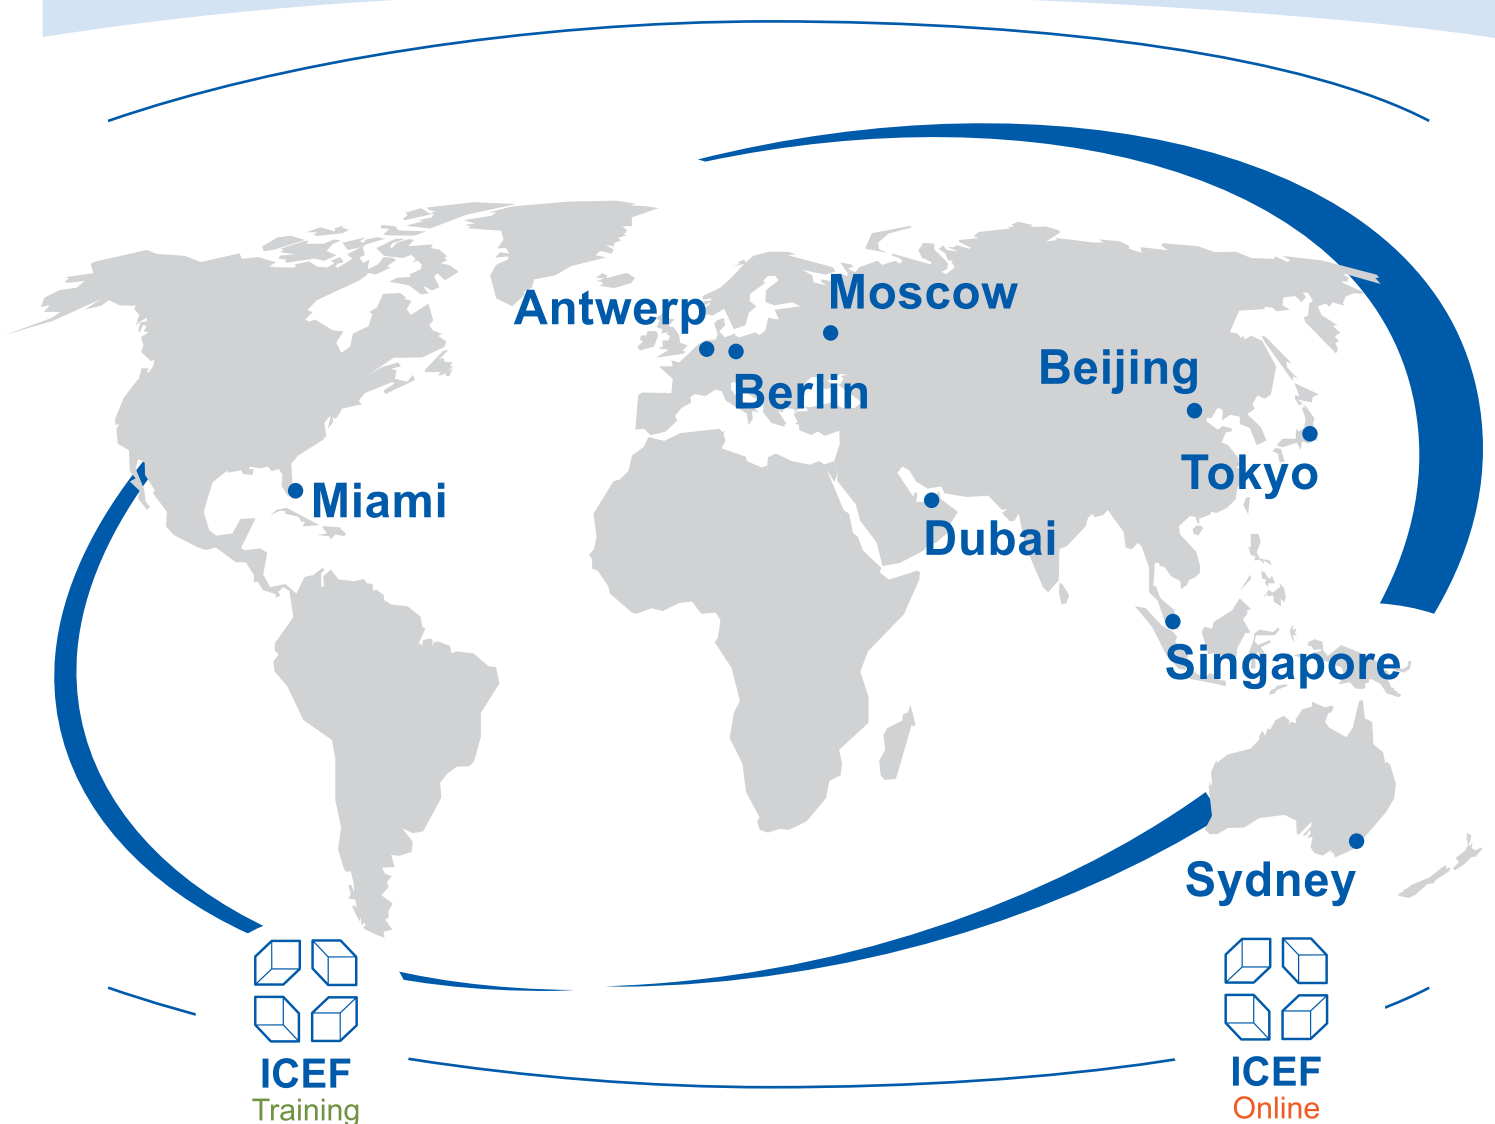 Moscow
Antwerp
Beijing
Berlin
Tokyo
Miami
Dubai
Singapore
Sydney
ICEF
Training
ICEF
Online